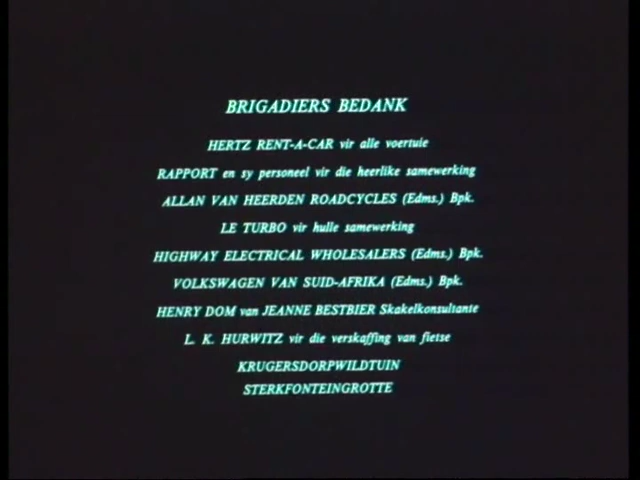 BRIGADIERS BEDANK
HERTZ RENT-A-CAR vir alle voertuie
RAPPORT en sy personeel vir die heerlike samewerking
ALLAN VAN HEERDEN ROADCYCLES (Edms.) Bpk.
LE TURBO vir hulle samewerking
HIGHWAY ELECTRICAL WHOLESALERS (Edms.) Bpk.
VOLKSWAGEN VAN SUID-AFRIKA (Edms.) Bpk.
HENRY DOM van JEANNE BESTBIER Skakelkonsultante
L. K. HURWITZ vir die verskaffing van fietse
KRUGERSDORPWILDTUIN
STERKFONTEINGROTTE